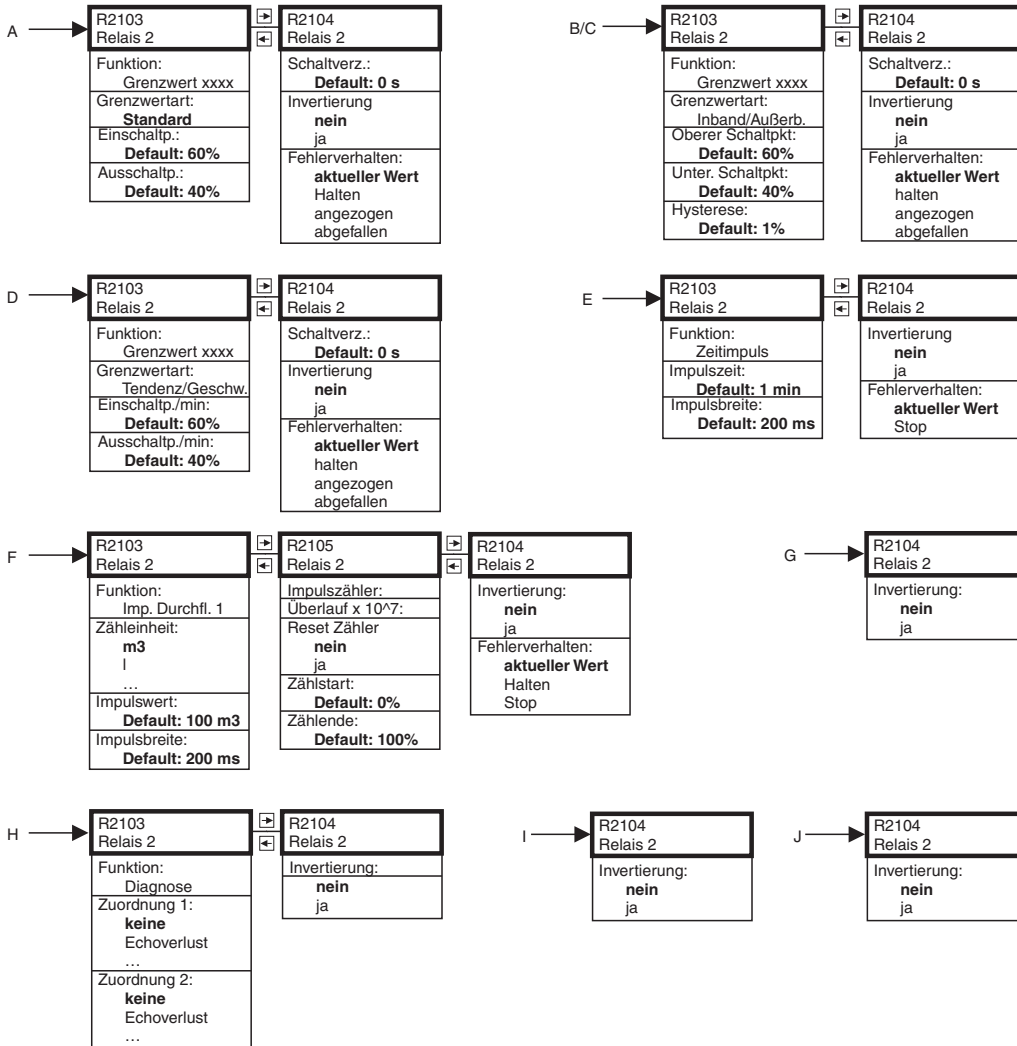 A
R2103
Relais 2
Funktion:
Grenzwert xxxx
Grenzwertart:
Standard
Einschaltp.:
Default: 60%
Ausschaltp.:
Default: 40%
R2104
Relais 2
Schaltverz.:
Default: 0 s
Invertierung
nein
ja
Fehlerverhalten:
aktueller Wert
Halten
angezogen
abgefallen
B/C
R2103
Relais 2
Funktion:
Grenzwert xxxx
Grenzwertart:
Inband/Außerb.
Oberer Schaltpkt:
Default: 60%
Unter. Schaltpkt:
Default: 40%
Hysterese:
Default: 1%
R2104
Relais 2
Schaltverz.:
Default: 0 s
Invertierung
nein
ja
Fehlerverhalten:
aktueller Wert
halten
angezogen
abgefallen
D
R2103
Relais 2
Funktion:
Grenzwert xxxx
Grenzwertart:
Tendenz/Geschw.
Einschaltp./min:
Default: 60%
Ausschaltp./min:
Default: 40%
R2104
Relais 2
Schaltverz.:
Default: 0 s
Invertierung
nein
ja
Fehlerverhalten:
aktueller Wert
halten
angezogen
abgefallen
E
R2103
Relais 2
Funktion:
Zeitimpuls
Impulszeit:
Default: 1 min
Impulsbreite:
Default: 200 ms
R2104
Relais 2
Invertierung
nein
ja
Fehlerverhalten:
aktueller Wert
Stop
F
R2103
Relais 2
Funktion:
Imp. Durchfl. 1
Zähleinheit:
m3
l
…
Impulswert:
Default: 100 m3
Impulsbreite:
Default: 200 ms
R2105
Relais 2
Impulszähler:
Überlauf x 10^7:
Reset Zähler
nein
ja
Zählstart:
Default: 0%
Zählende:
Default: 100%
R2104
Relais 2
Invertierung:
nein
ja
Fehlerverhalten:
aktueller Wert
Halten
Stop
G
R2104
Relais 2
Invertierung:
nein
ja
H
R2103
Relais 2
Funktion:
Diagnose
Zuordnung 1:
keine
Echoverlust
…
Zuordnung 2:
keine
Echoverlust
…
R2104
Relais 2
Invertierung:
nein
ja
I
R2104
Relais 2
Invertierung:
nein
ja
J
R2104
Relais 2
Invertierung:
nein
ja